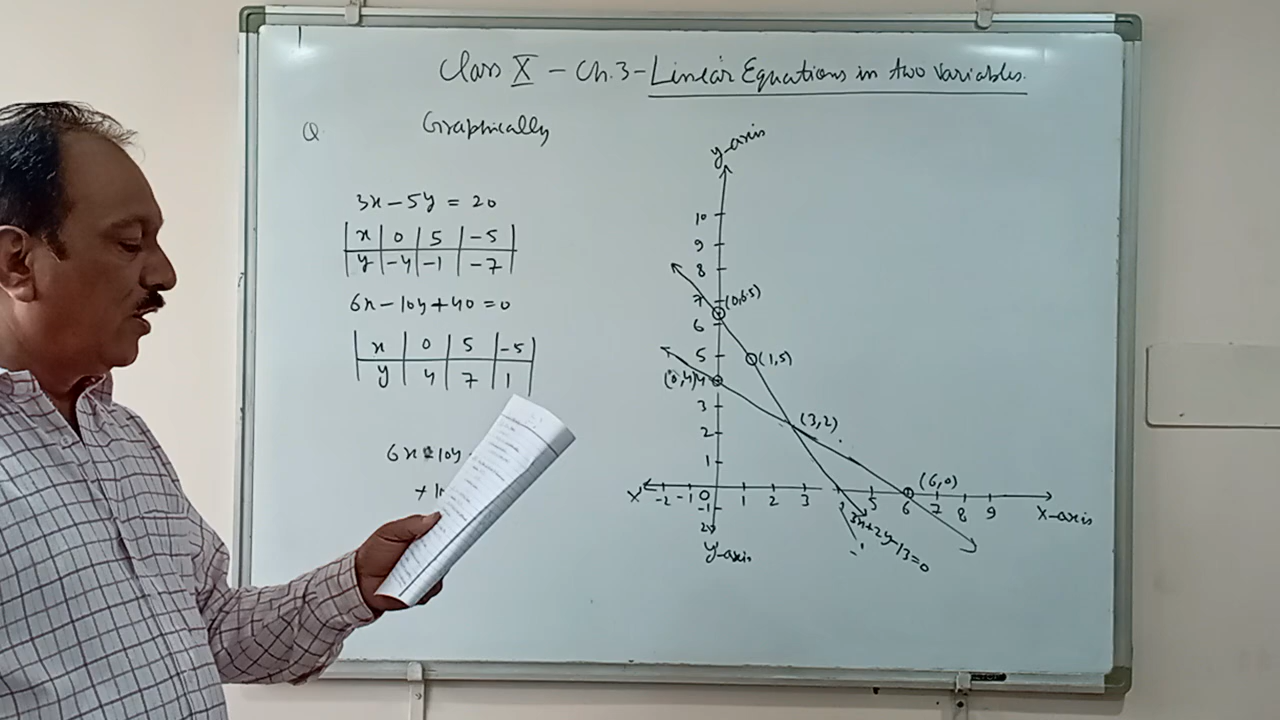 Class X - Ch.3 - Linear Equations in two variables.
Q Graphically
3x - 5y = 20
x 0 5 -5
y -4 -1 -7
6x - 10y + 40 = 0
x 0 5 -5
y 4 7 1
6x 10y
y-axis
10
9
8
7 (0,6.5)
6
5 (1,5)
(0,4) 4
3 (3,2)
2
1
(6,0)
X' -2 -1 0 1 2 3 5 6 7 8 9 X-axis
-1
-2
3x+2y-13=0
y'-axis